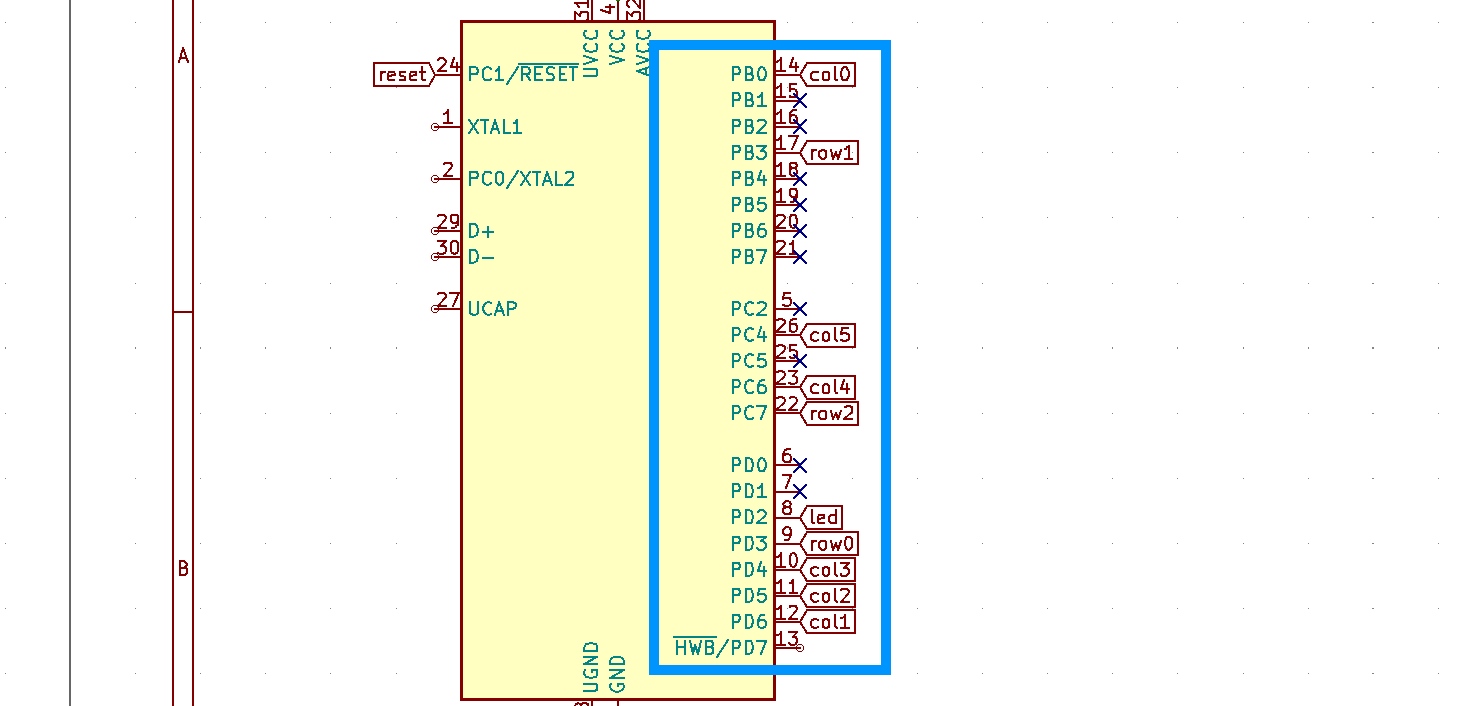 31
4
32
A
UVCC
VCC
AVCC
reset 24 PC1/RESET
PB0 14 col0
PB1 15
1 XTAL1
PB2 16
PB3 17 row1
2 PC0/XTAL2
PB4 18
PB5 19
29 D+
PB6 20
30 D-
PB7 21
27 UCAP
PC2 5
PC4 26 col5
PC5 25
PC6 23 col4
PC7 22 row2
PD0 6
PD1 7
PD2 8 led
PD3 9 row0
B
PD4 10 col3
PD5 11 col2
PD6 12 col1
HWB/PD7 13
UGND
GND